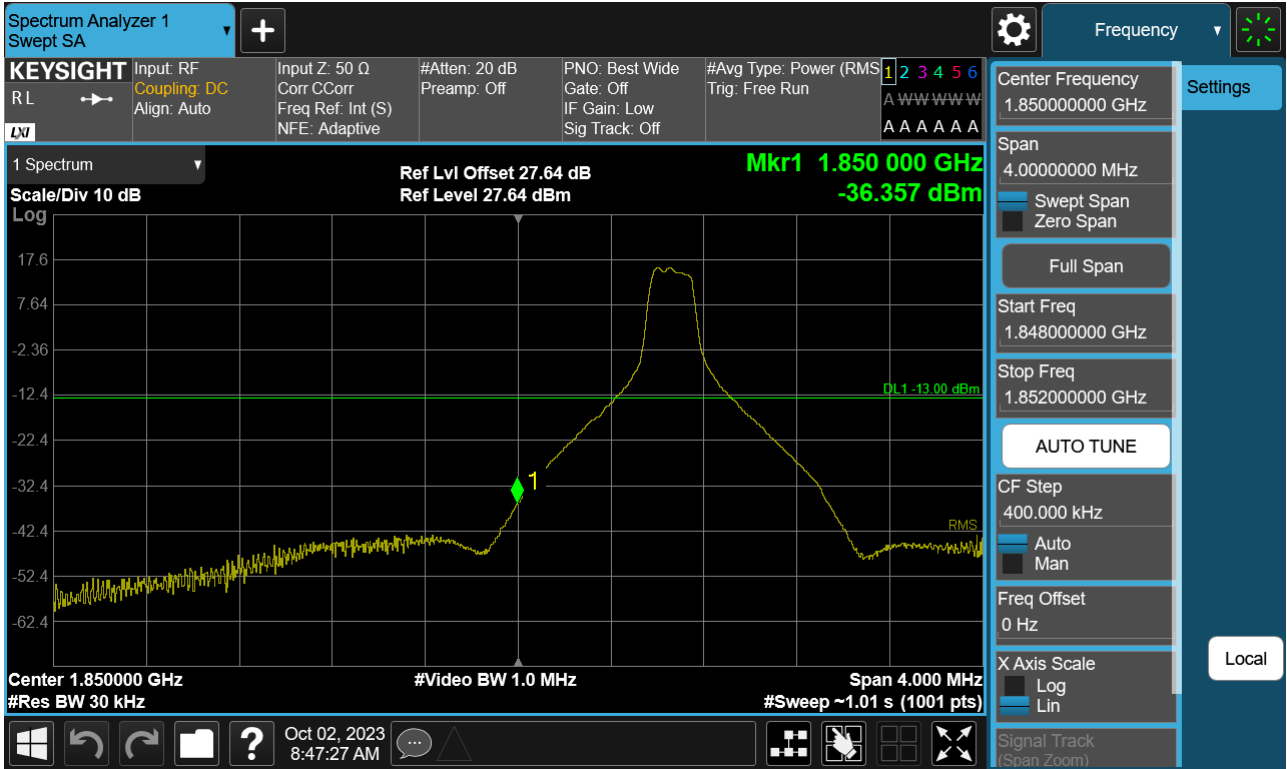 Spectrum Analyzer 1
Swept SA
Frequency
KEYSIGHT
R L
LXI
Input: RF
Coupling: DC
Align: Auto
Input Z: 50 Ω
Corr CCorr
Freq Ref: Int (S)
NFE: Adaptive
#Atten: 20 dB
Preamp: Off
PNO: Best Wide
Gate: Off
IF Gain: Low
Sig Track: Off
#Avg Type: Power (RMS
Trig: Free Run
1 2 3 4 5 6
A W W W W W
A A A A A A
1 Spectrum
Scale/Div 10 dB
Log
Ref Lvl Offset 27.64 dB
Ref Level 27.64 dBm
Mkr1 1.850 000 GHz
-36.357 dBm
17.6
7.64
-2.36
-12.4
-22.4
-32.4
-42.4
-52.4
-62.4
DL1 -13.00 dBm
1
RMS
Center 1.850000 GHz
#Res BW 30 kHz
#Video BW 1.0 MHz
Span 4.000 MHz
#Sweep ~1.01 s (1001 pts)
Center Frequency
1.850000000 GHz
Settings
Span
4.00000000 MHz
Swept Span
Zero Span
Full Span
Start Freq
1.848000000 GHz
Stop Freq
1.852000000 GHz
AUTO TUNE
CF Step
400.000 kHz
Auto
Man
Freq Offset
0 Hz
X Axis Scale
Log
Lin
Signal Track
(Span Zoom)
Local
?
Oct 02, 2023
8:47:27 AM